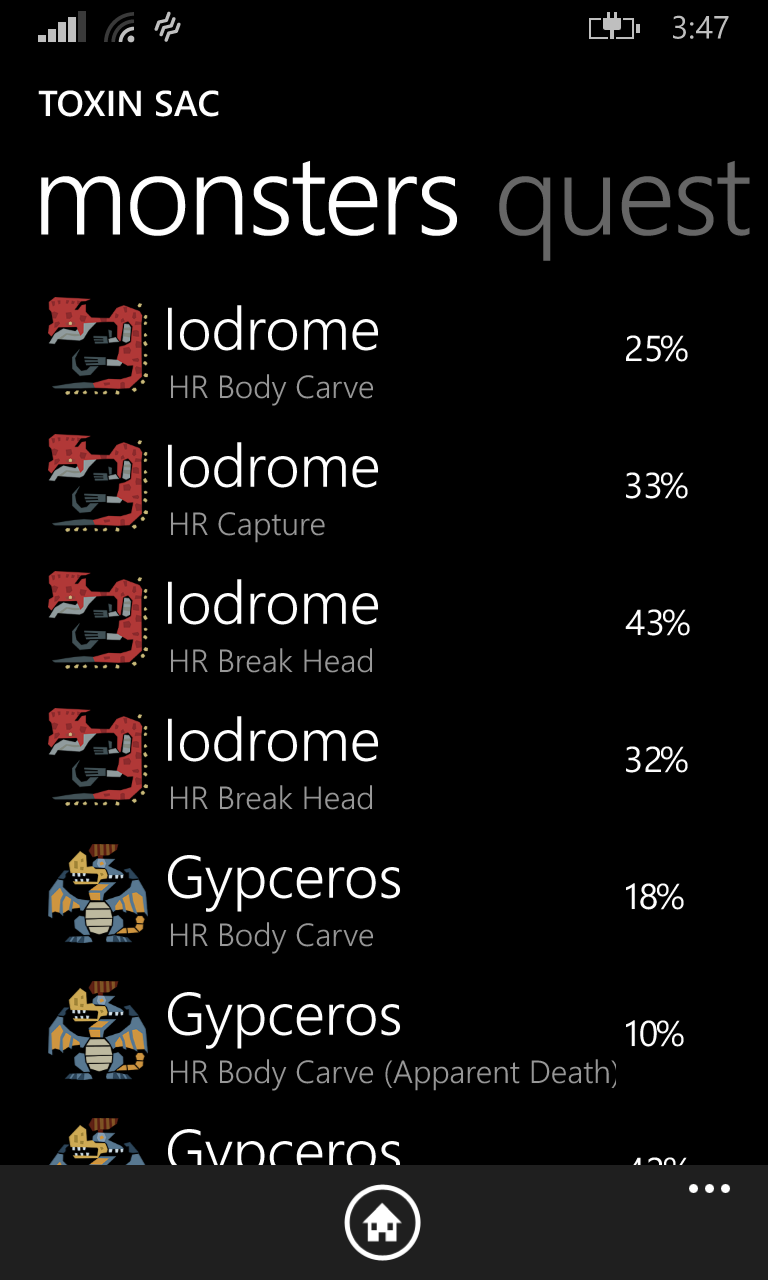 3:47
TOXIN SAC
monsters quest
Iodrome
25%
HR Body Carve
Iodrome
33%
HR Capture
Iodrome
43%
HR Break Head
Iodrome
32%
HR Break Head
Gypceros
18%
HR Body Carve
Gypceros
10%
HR Body Carve (Apparent Death)
Gypceros